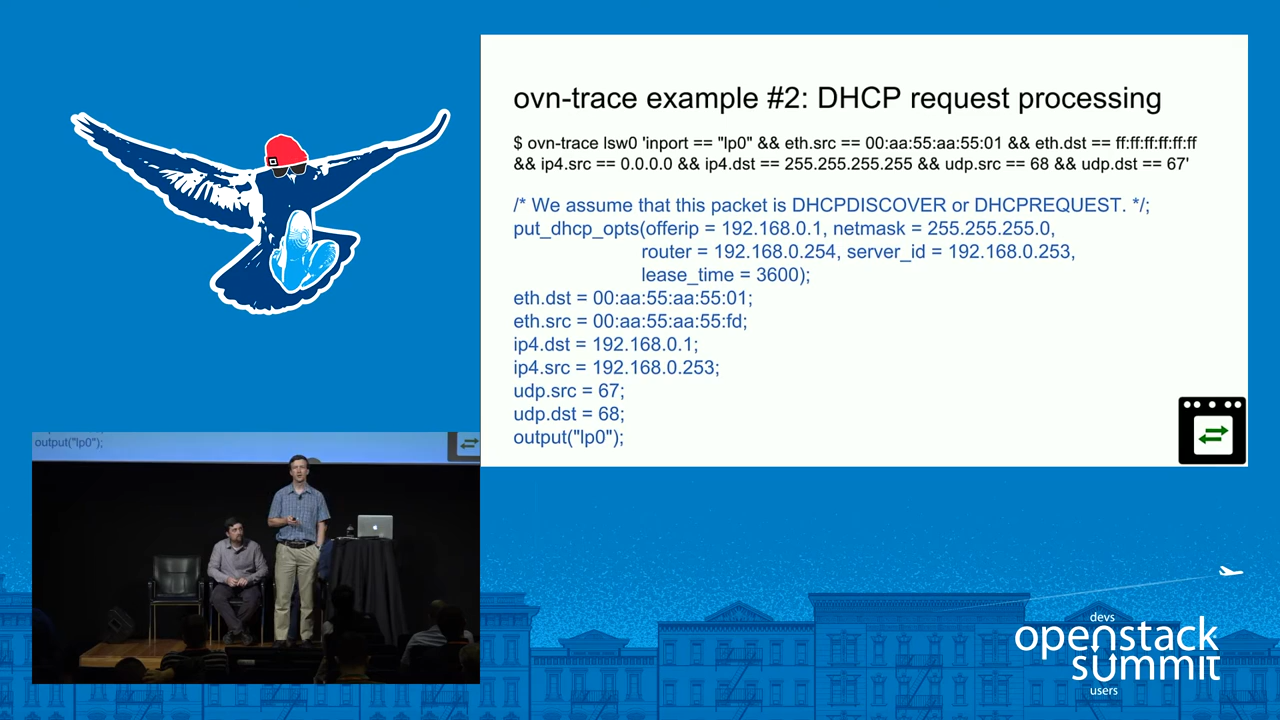 ovn-trace example #2: DHCP request processing
$ ovn-trace lsw0 'inport == "lp0" && eth.src == 00:aa:55:aa:55:01 && eth.dst == ff:ff:ff:ff:ff:ff
&& ip4.src == 0.0.0.0 && ip4.dst == 255.255.255.255 && udp.src == 68 && udp.dst == 67'
/* We assume that this packet is DHCPDISCOVER or DHCPREQUEST. */;
put_dhcp_opts(offerip = 192.168.0.1, netmask = 255.255.255.0,
router = 192.168.0.254, server_id = 192.168.0.253,
lease_time = 3600);
eth.dst = 00:aa:55:aa:55:01;
eth.src = 00:aa:55:aa:55:fd;
ip4.dst = 192.168.0.1;
ip4.src = 192.168.0.253;
udp.src = 67;
udp.dst = 68;
output("lp0");
output("lp0");
devs
openstack
summit
users